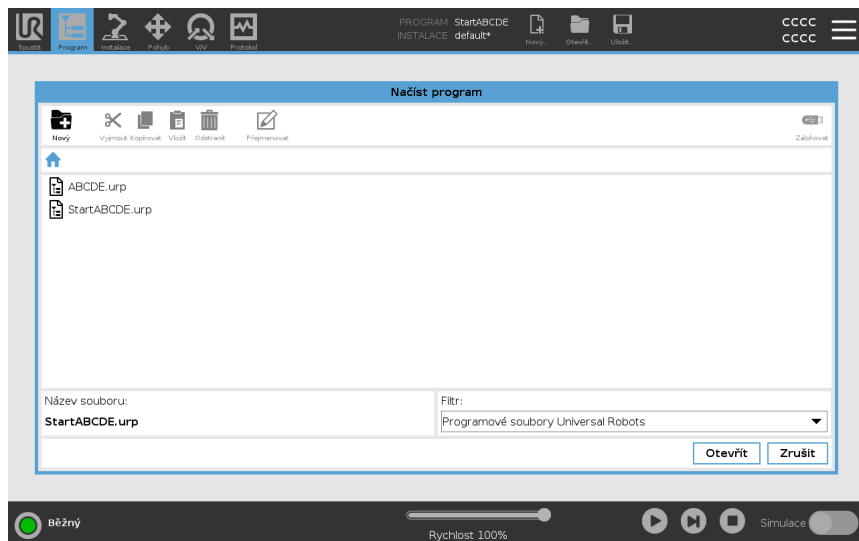 UR
PROGRAM StartABCDE
INSTALACE default*
CCCC
CCCC
Spustit Program Instalace Pohyb V/V Protokol Nový... Otevřít... Uložit...
Načíst program
Nový Vyjmout Kopírovat Vložit Odstranit Přejmenovat Zálohovat
ABCDE.urp
StartABCDE.urp
Název souboru: Filtr:
StartABCDE.urp Programové soubory Universal Robots
Otevřít Zrušit
Běžný
Rychlost 100%
Simulace